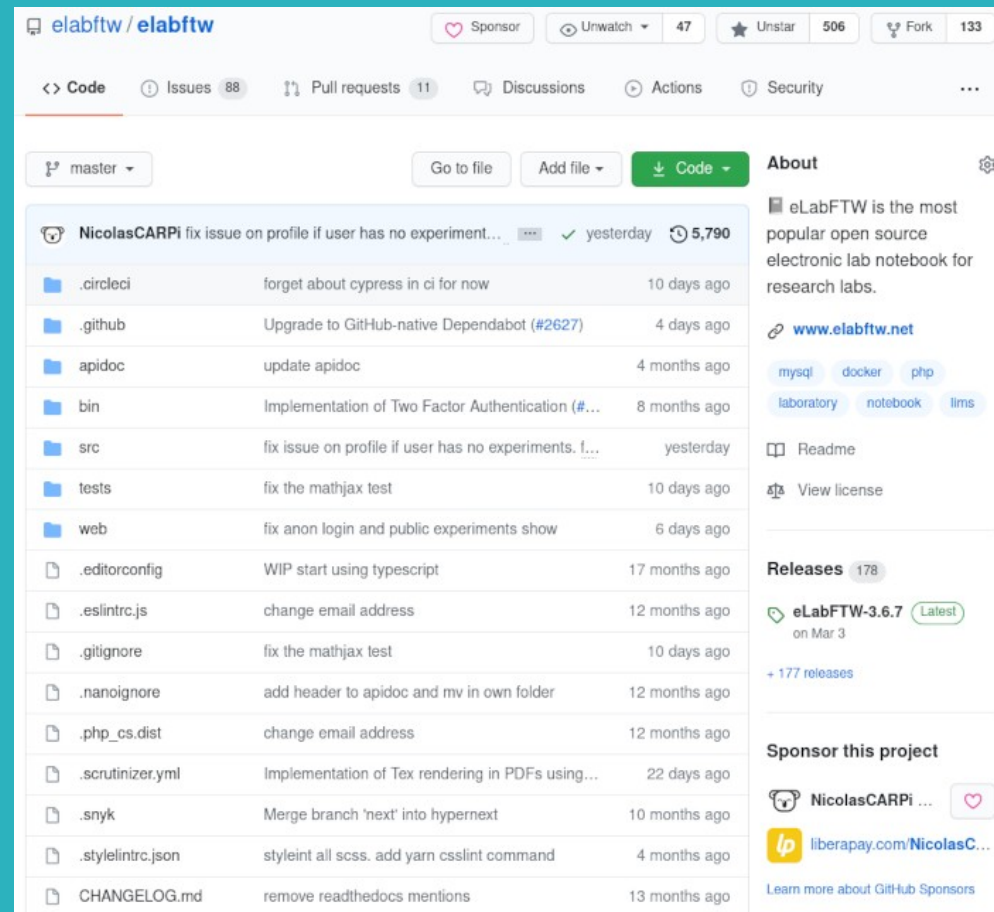 elabftw / elabftw
Sponsor
Unwatch
47
Unstar
506
Fork
133
<> Code
Issues 88
Pull requests 11
Discussions
Actions
Security
...
master
Go to file
Add file
Code
NicolasCARPi fix issue on profile if user has no experiment... ... yesterday 5,790
.circleci forget about cypress in ci for now 10 days ago
.github Upgrade to GitHub-native Dependabot (#2627) 4 days ago
apidoc update apidoc 4 months ago
bin Implementation of Two Factor Authentication (#... 8 months ago
src fix issue on profile if user has no experiments. f... yesterday
tests fix the mathjax test 10 days ago
web fix anon login and public experiments show 6 days ago
.editorconfig WIP start using typescript 17 months ago
.eslintrc.js change email address 12 months ago
.gitignore fix the mathjax test 10 days ago
.nanoignore add header to apidoc and mv in own folder 12 months ago
.php_cs.dist change email address 12 months ago
.scrutinizer.yml Implementation of Tex rendering in PDFs using... 22 days ago
.snyk Merge branch 'next' into hypernext 10 months ago
.stylelintrc.json styleint all scss. add yarn csslint command 4 months ago
CHANGELOG.md remove readthedocs mentions 13 months ago
About
eLabFTW is the most
popular open source
electronic lab notebook for
research labs.
www.elabftw.net
mysql docker php
laboratory notebook lims
Readme
View license
Releases 178
eLabFTW-3.6.7 Latest
on Mar 3
+ 177 releases
Sponsor this project
NicolasCARPi ...
lp liberapay.com/NicolasC...
Learn more about GitHub Sponsors